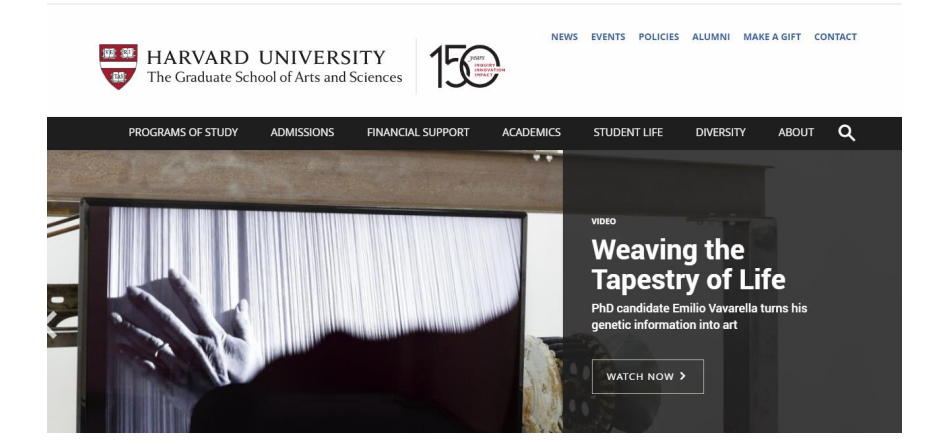 NEWS EVENTS POLICIES ALUMNI MAKE A GIFT CONTACT
HARVARD UNIVERSITY
The Graduate School of Arts and Sciences
150
years
INQUIRY
INNOVATION
IMPACT
PROGRAMS OF STUDY ADMISSIONS FINANCIAL SUPPORT ACADEMICS STUDENT LIFE DIVERSITY ABOUT
VIDEO
Weaving the
Tapestry of Life
PhD candidate Emilio Vavarella turns his
genetic information into art
WATCH NOW